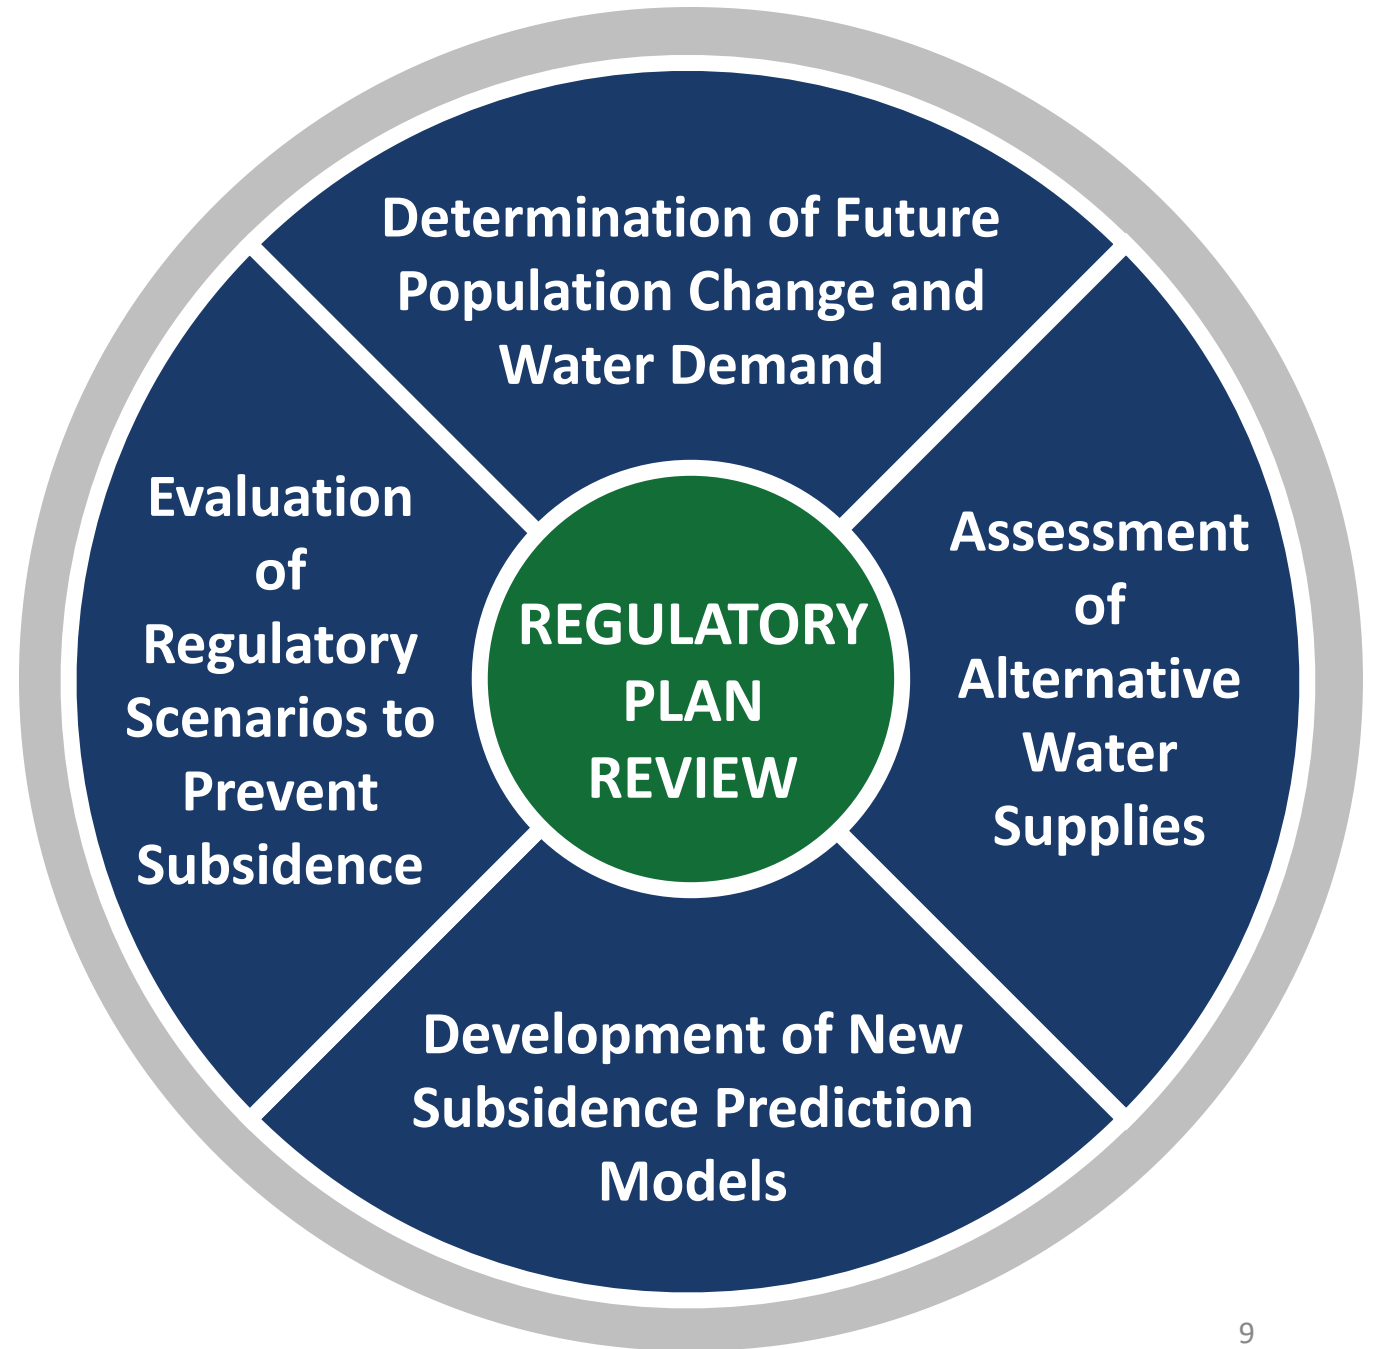 Determination of Future
Population Change and
Water Demand
Evaluation
of
Regulatory
Scenarios to
Prevent
Subsidence
REGULATORY
PLAN
REVIEW
Assessment
of
Alternative
Water
Supplies
Development of New
Subsidence Prediction
Models
9